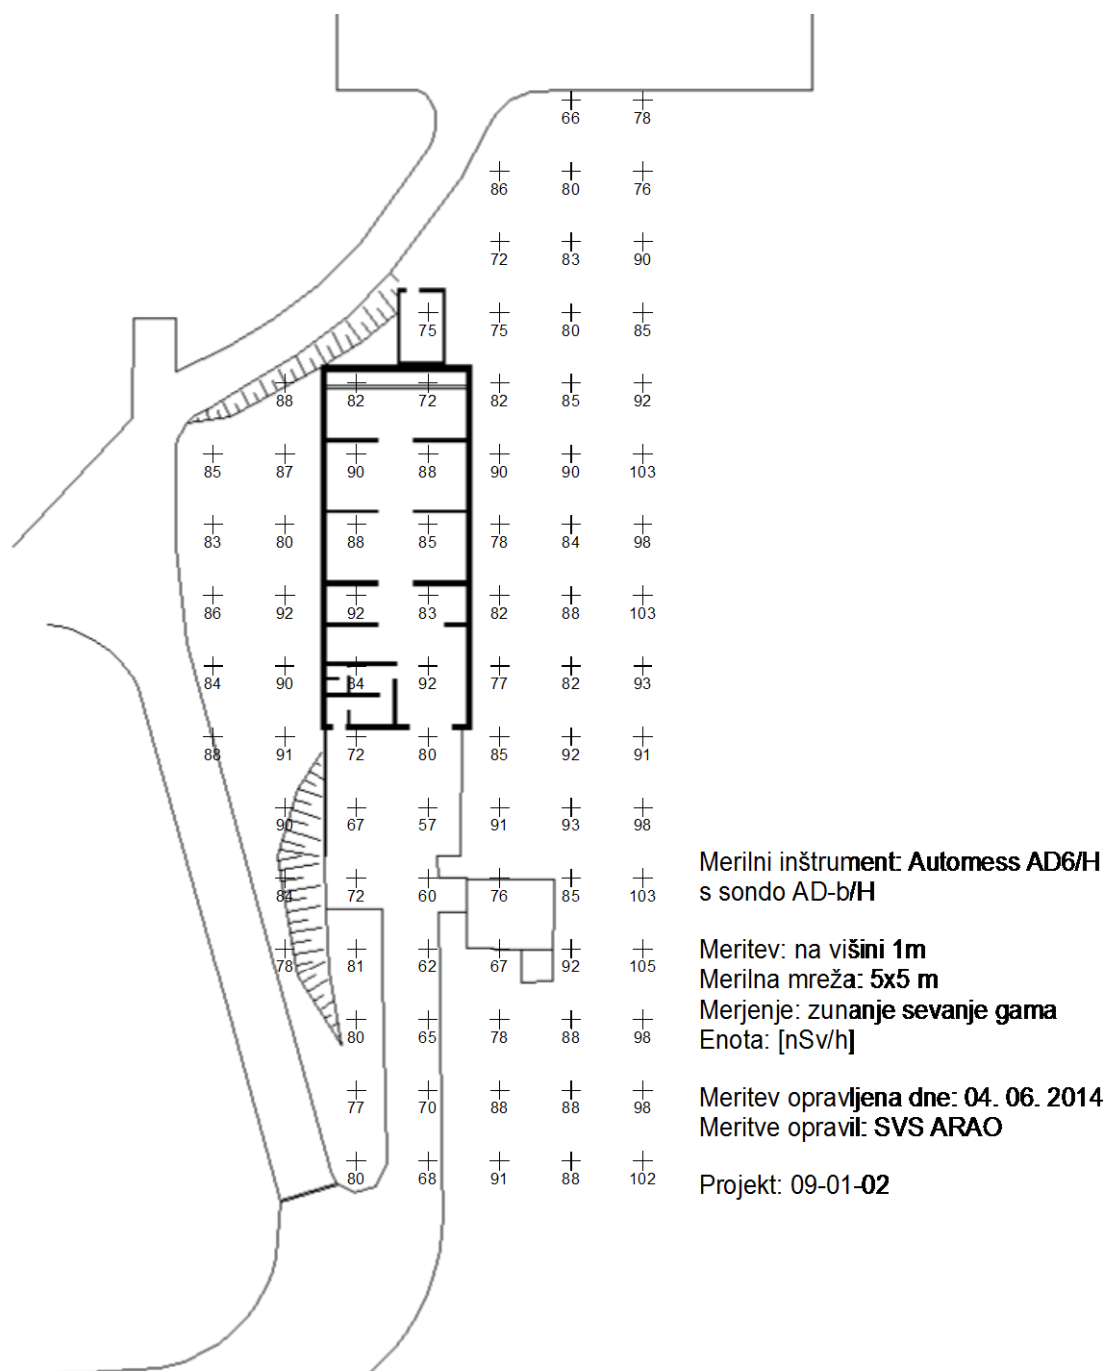 66 78
86 80 76
72 83 90
75 75 80 85
88 82 72 82 85 92
85 87 90 88 90 90 103
83 80 88 85 78 84 98
86 92 92 83 82 88 103
84 90 84 92 77 82 93
88 91 72 80 85 92 91
90 67 57 91 93 98
Merilni inštrument: Automess AD6/H
84 72 60 76 85 103 s sondo AD-b/H
78 81 62 67 92 105 Meritev: na višini 1m
Merilna mreža: 5x5 m
Merjenje: zunanje sevanje gama
80 65 78 88 98 Enota: [nSv/h]
77 70 88 88 98 Meritev opravljena dne: 04. 06. 2014
Meritve opravil: SVS ARAO
80 68 91 88 102 Projekt: 09-01-02